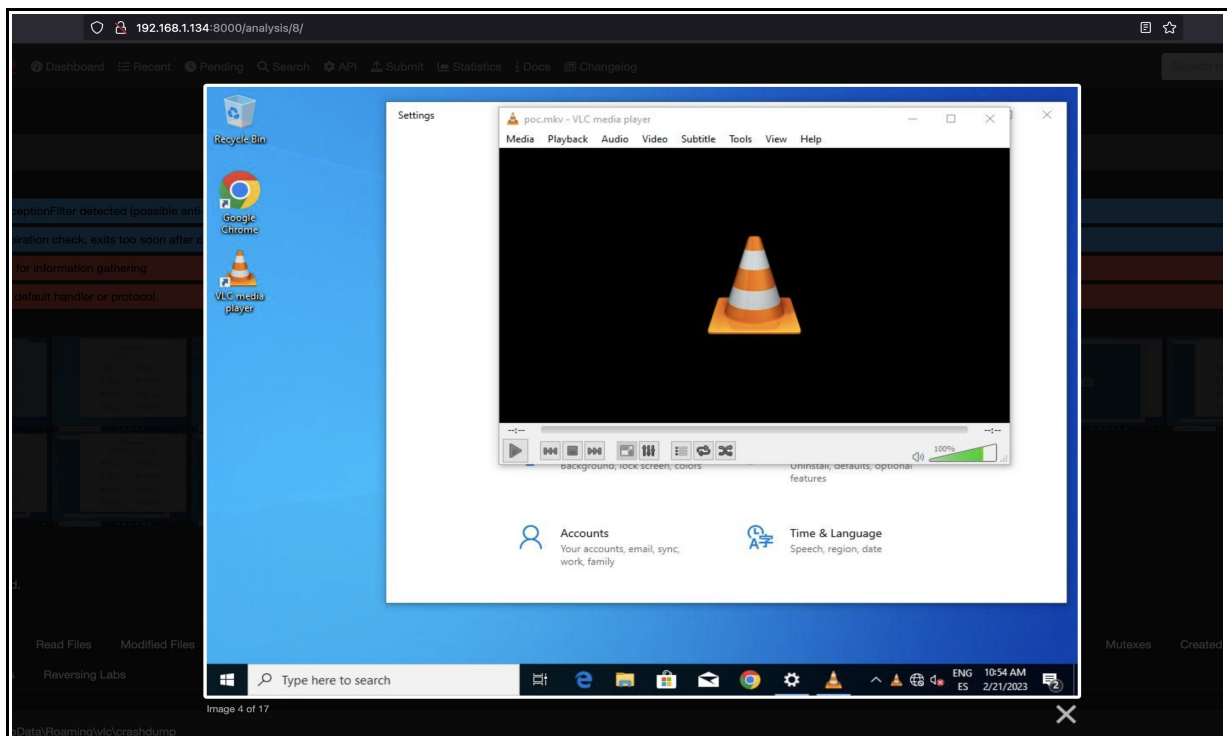 192.168.1.134:8000/analysis/8/
Dashboard Recent Pending Search API Submit Statistics Docs Changelog
Recycle Bin
Google Chrome
VLC media player
Settings
poc.mkv - VLC media player
Media Playback Audio Video Subtitle Tools View Help
--:-- --:--
100%
Background, lock screen, colors
Uninstall, defaults, optional features
Accounts
Your accounts, email, sync, work, family
Time & Language
Speech, region, date
ceptionFilter detected (possible anti-
piration check, exits too soon after c
for information gathering
default handler or protocol.
d.
Read Files Modified Files Mutexes Created
Reversing Labs
Type here to search
ENG 10:54 AM
ES 2/21/2023
2
Image 4 of 17
oData\Roaming\vlc\crashdump